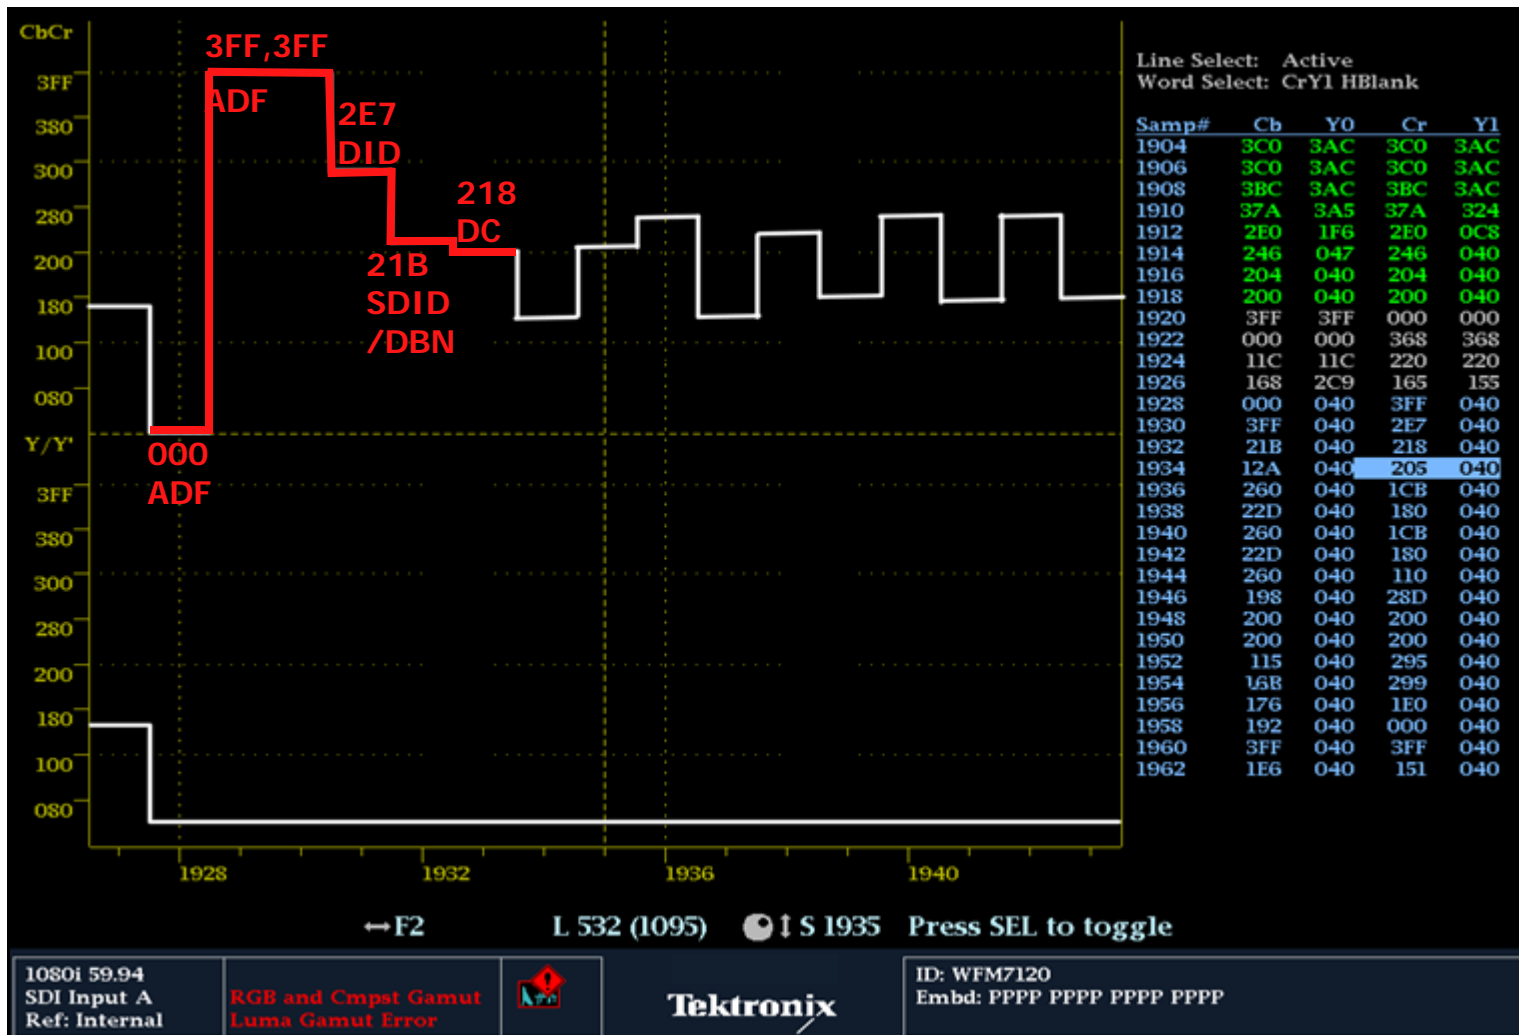 CbCr
3FF
380
300
280
200
180
100
080
Y/Y'
3FF
380
300
280
200
180
100
080
3FF,3FF
ADF
2E7
DID
218
DC
21B
SDID
/DBN
000
ADF
1928 1932 1936 1940
Line Select: Active
Word Select: CrY1 HBlank
Samp# Cb Y0 Cr Y1
1904 3C0 3AC 3C0 3AC
1906 3C0 3AC 3C0 3AC
1908 3BC 3AC 3BC 3AC
1910 37A 3A5 37A 324
1912 2E0 1F6 2E0 0C8
1914 246 047 246 040
1916 204 040 204 040
1918 200 040 200 040
1920 3FF 3FF 000 000
1922 000 000 368 368
1924 11C 11C 220 220
1926 168 2C9 165 155
1928 000 040 3FF 040
1930 3FF 040 2E7 040
1932 21B 040 218 040
1934 12A 040 205 040
1936 260 040 1CB 040
1938 22D 040 180 040
1940 260 040 1CB 040
1942 22D 040 180 040
1944 260 040 110 040
1946 198 040 28D 040
1948 200 040 200 040
1950 200 040 200 040
1952 115 040 295 040
1954 16B 040 299 040
1956 176 040 1E0 040
1958 192 040 000 040
1960 3FF 040 3FF 040
1962 1E6 040 151 040
↔F2 L 532 (1095) ↕ S 1935 Press SEL to toggle
1080i 59.94
SDI Input A
Ref: Internal
RGB and Cmpst Gamut
Luma Gamut Error
Tektronix
ID: WFM7120
Embd: PPPP PPPP PPPP PPPP